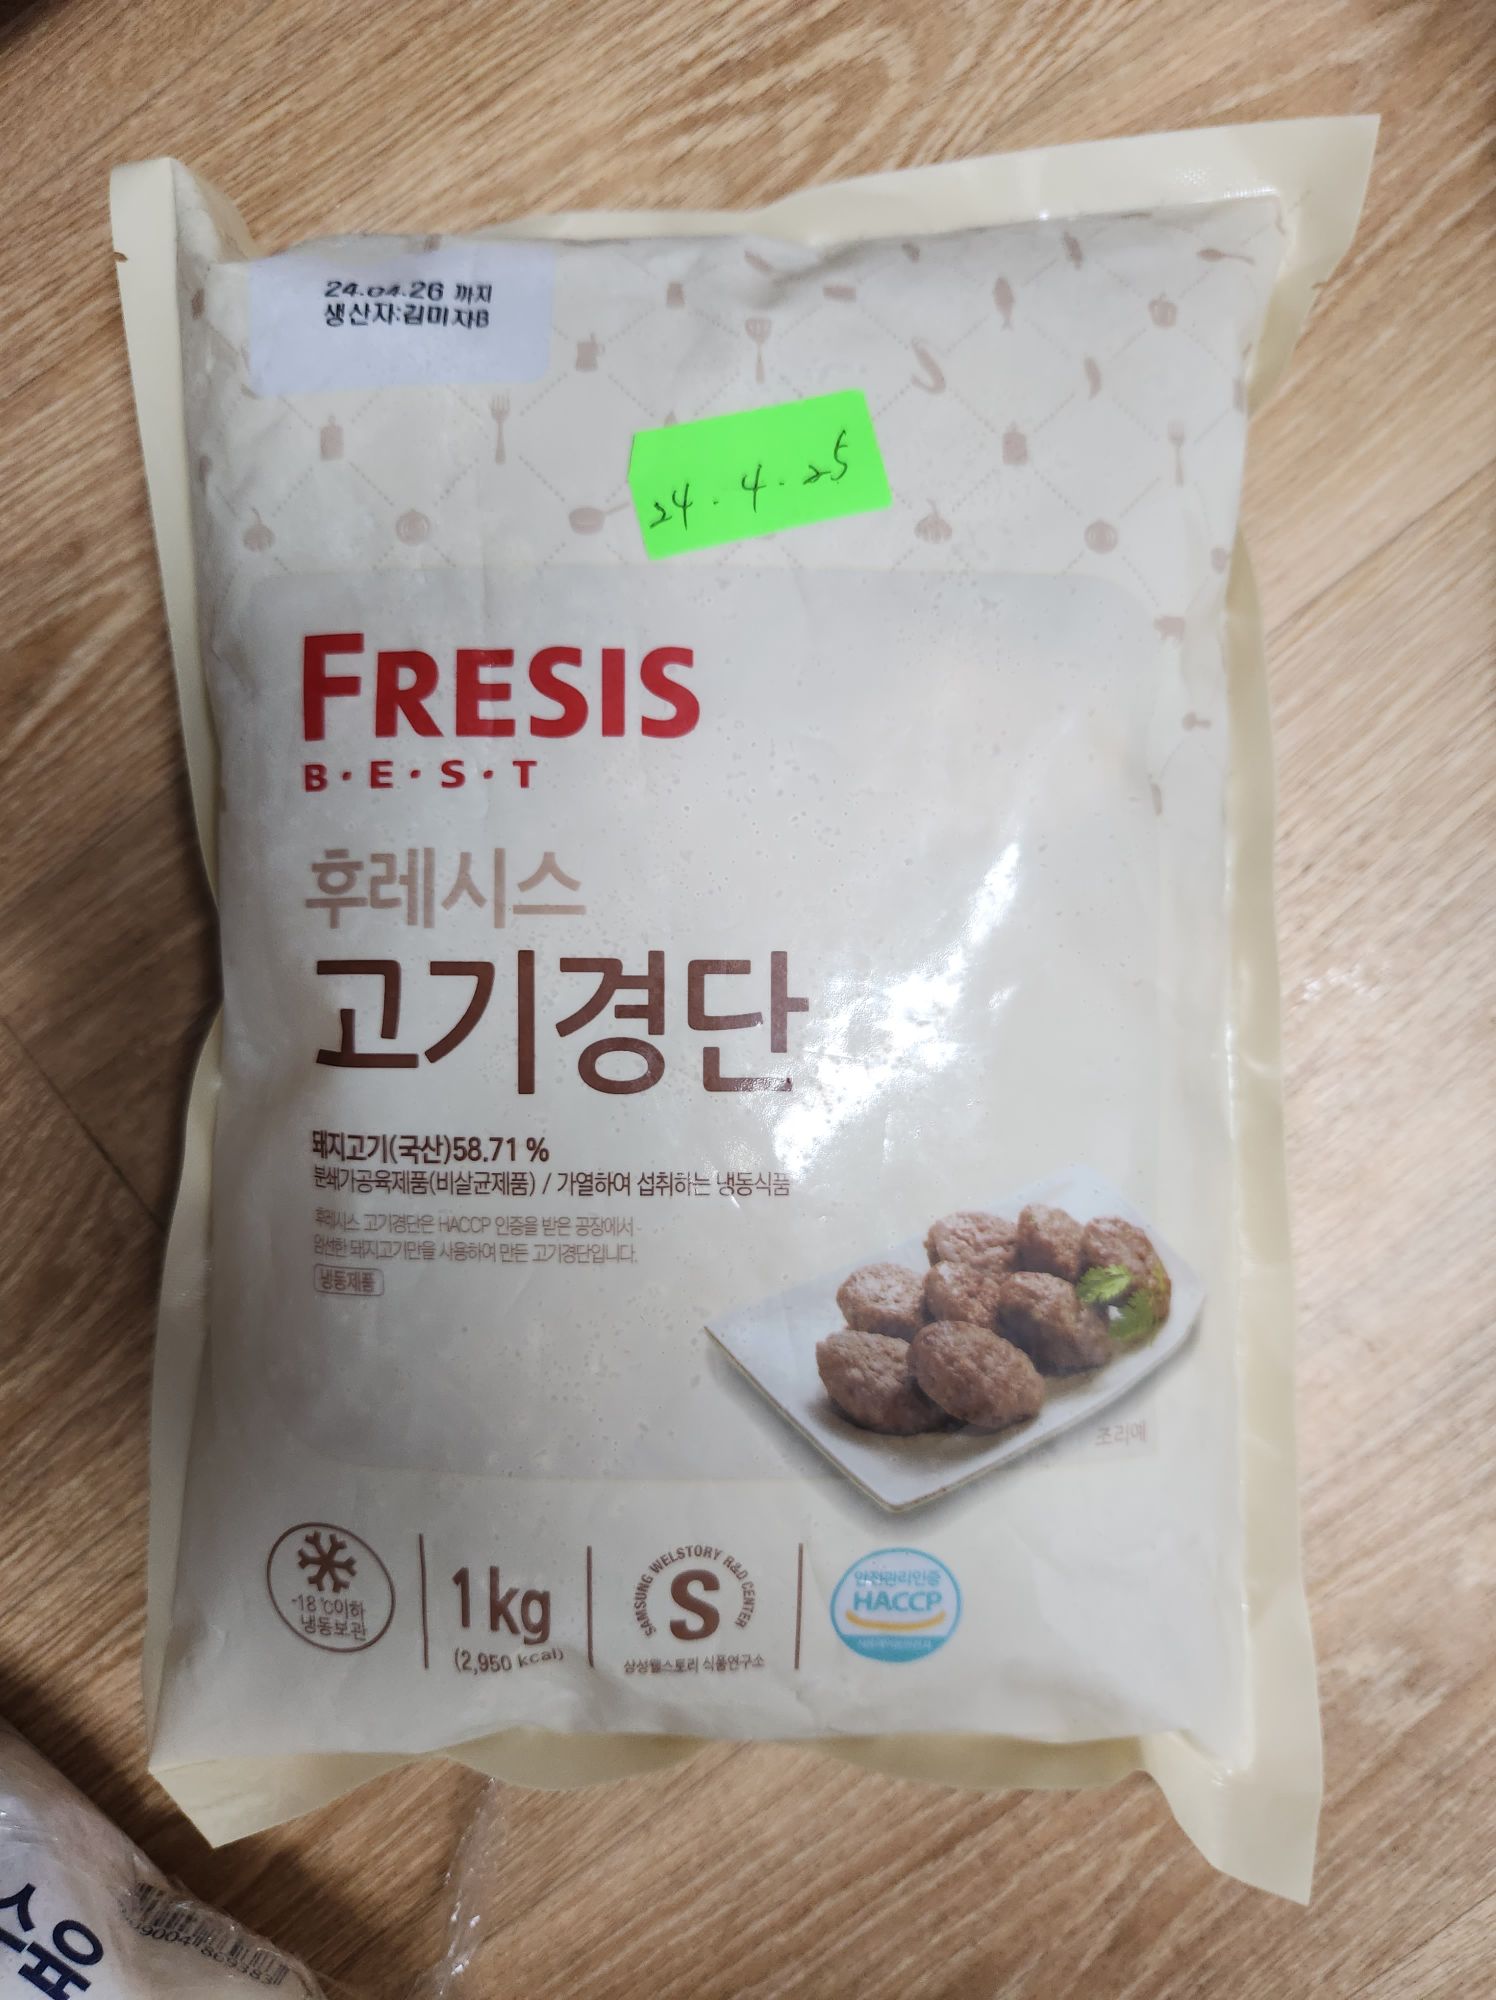 24.04.26 까지
생산자:김미자B
24.4.25
FRESIS
B·E·S·T
후레시스
고기경단
돼지고기(국산)58.71 %
분쇄가공육제품(비살균제품) / 가열하여 섭취하는 냉동식품
후레시스 고기경단은 HACCP 인증을 받은 공장에서
엄선한 돼지고기만을 사용하여 만든 고기경단입니다.
냉동제품
조리예
-18℃이하
냉동보관
1kg
(2,950 kcal)
SAMSUNG WELSTORY R&D CENTER
S
삼성웰스토리 식품연구소
안전관리인증
HACCP